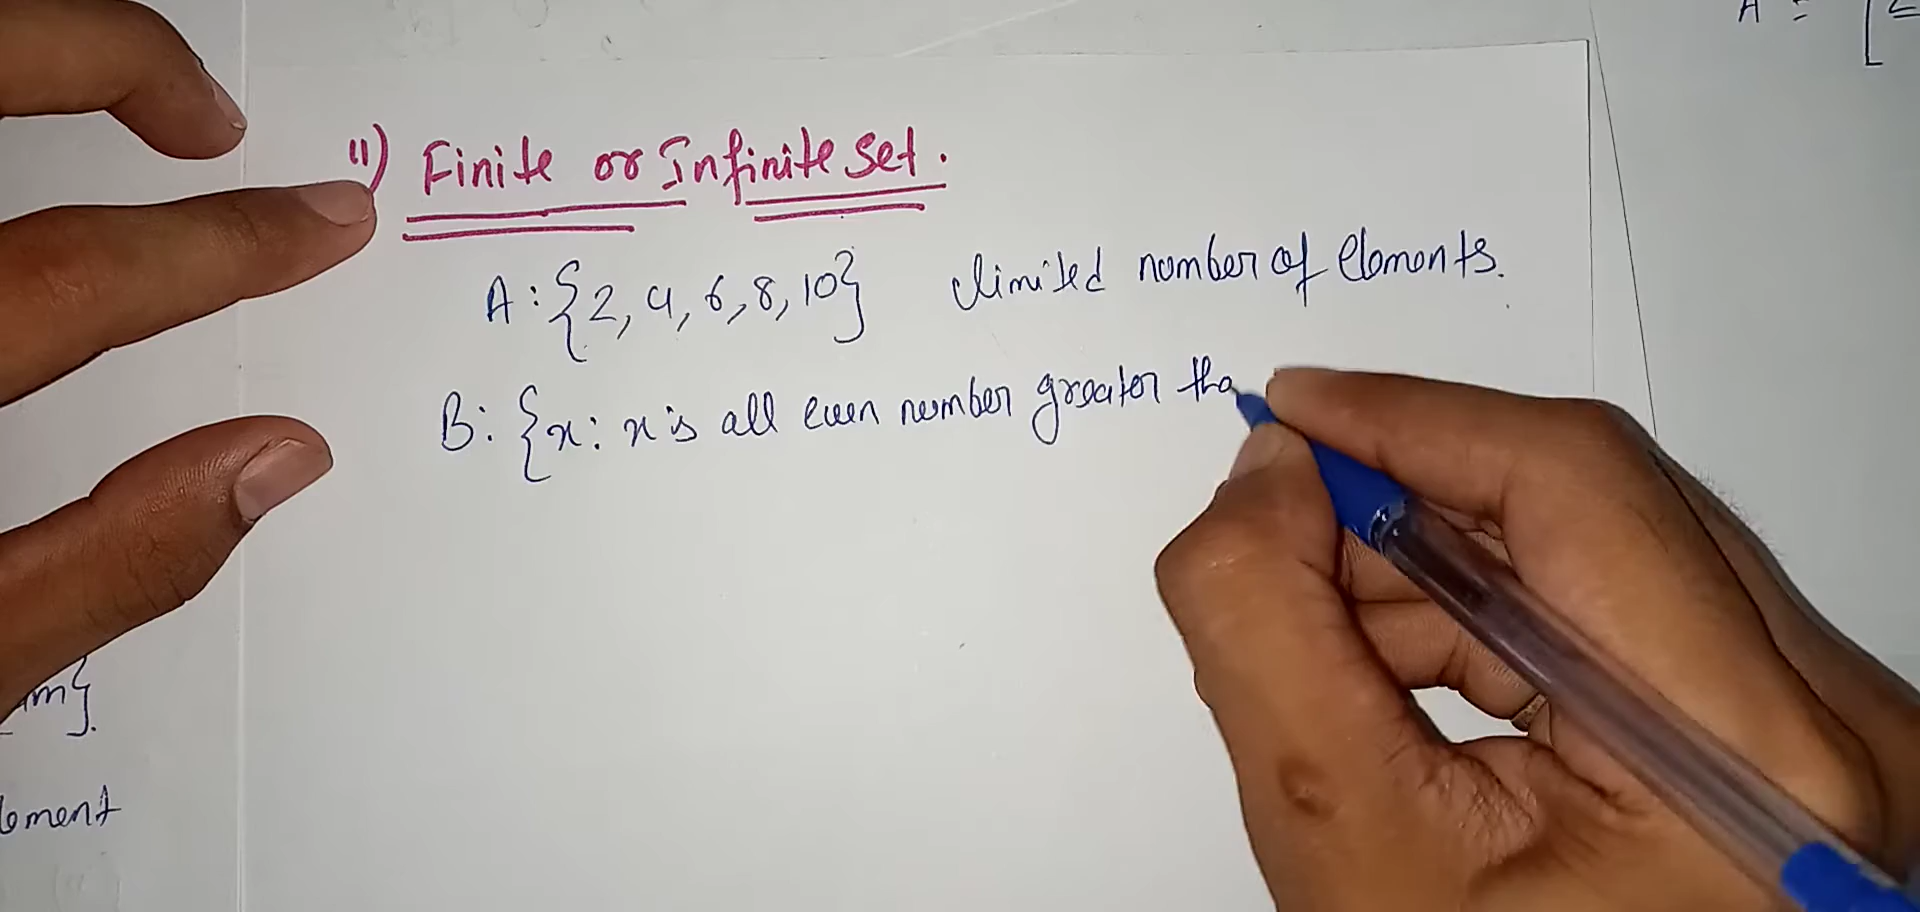 11) Finite or Infinite set.
A : {2, 4, 6, 8, 10} limited number of elements.
B : {x : x is all even number greater tha
m}.
lement
A = [